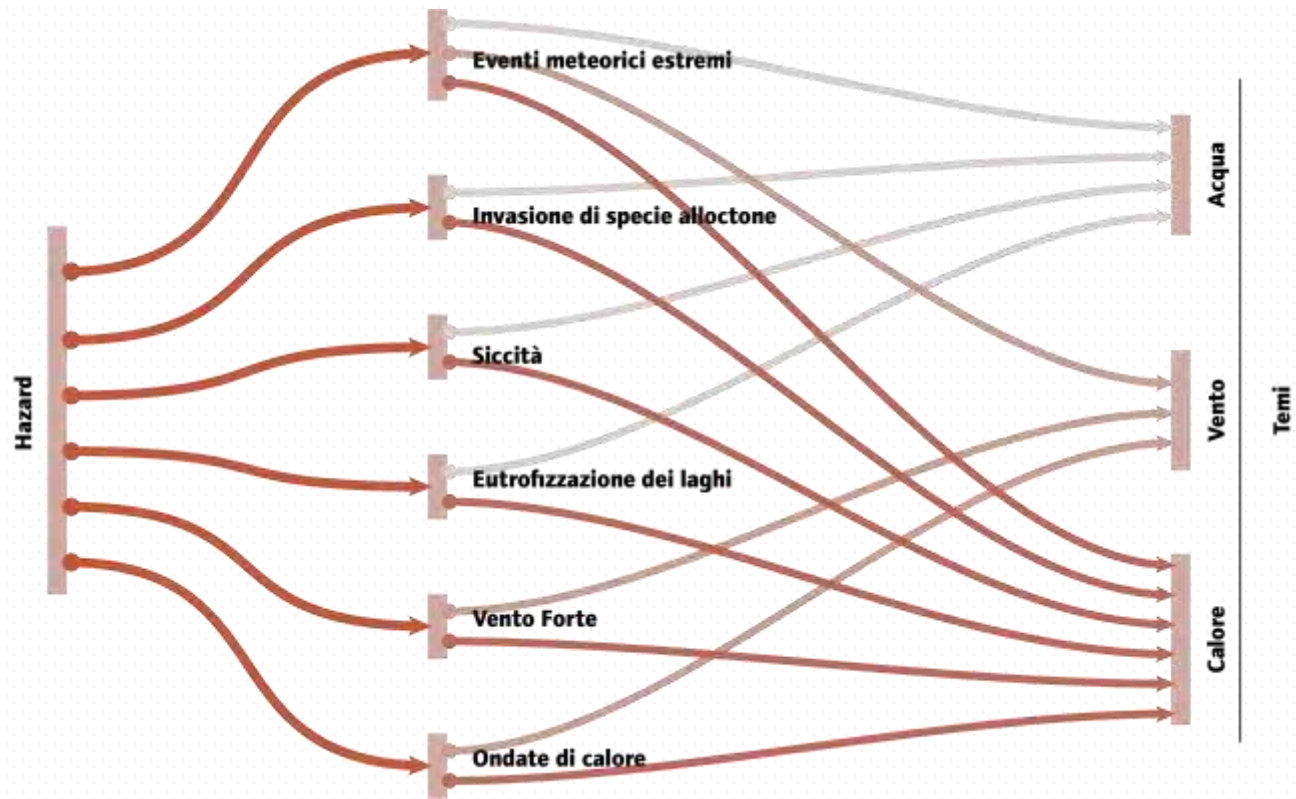 Hazard
Eventi meteorici estremi
Invasione di specie alloctone
Siccità
Eutrofizzazione dei laghi
Vento Forte
Ondate di calore
Acqua
Vento
Calore
Temi